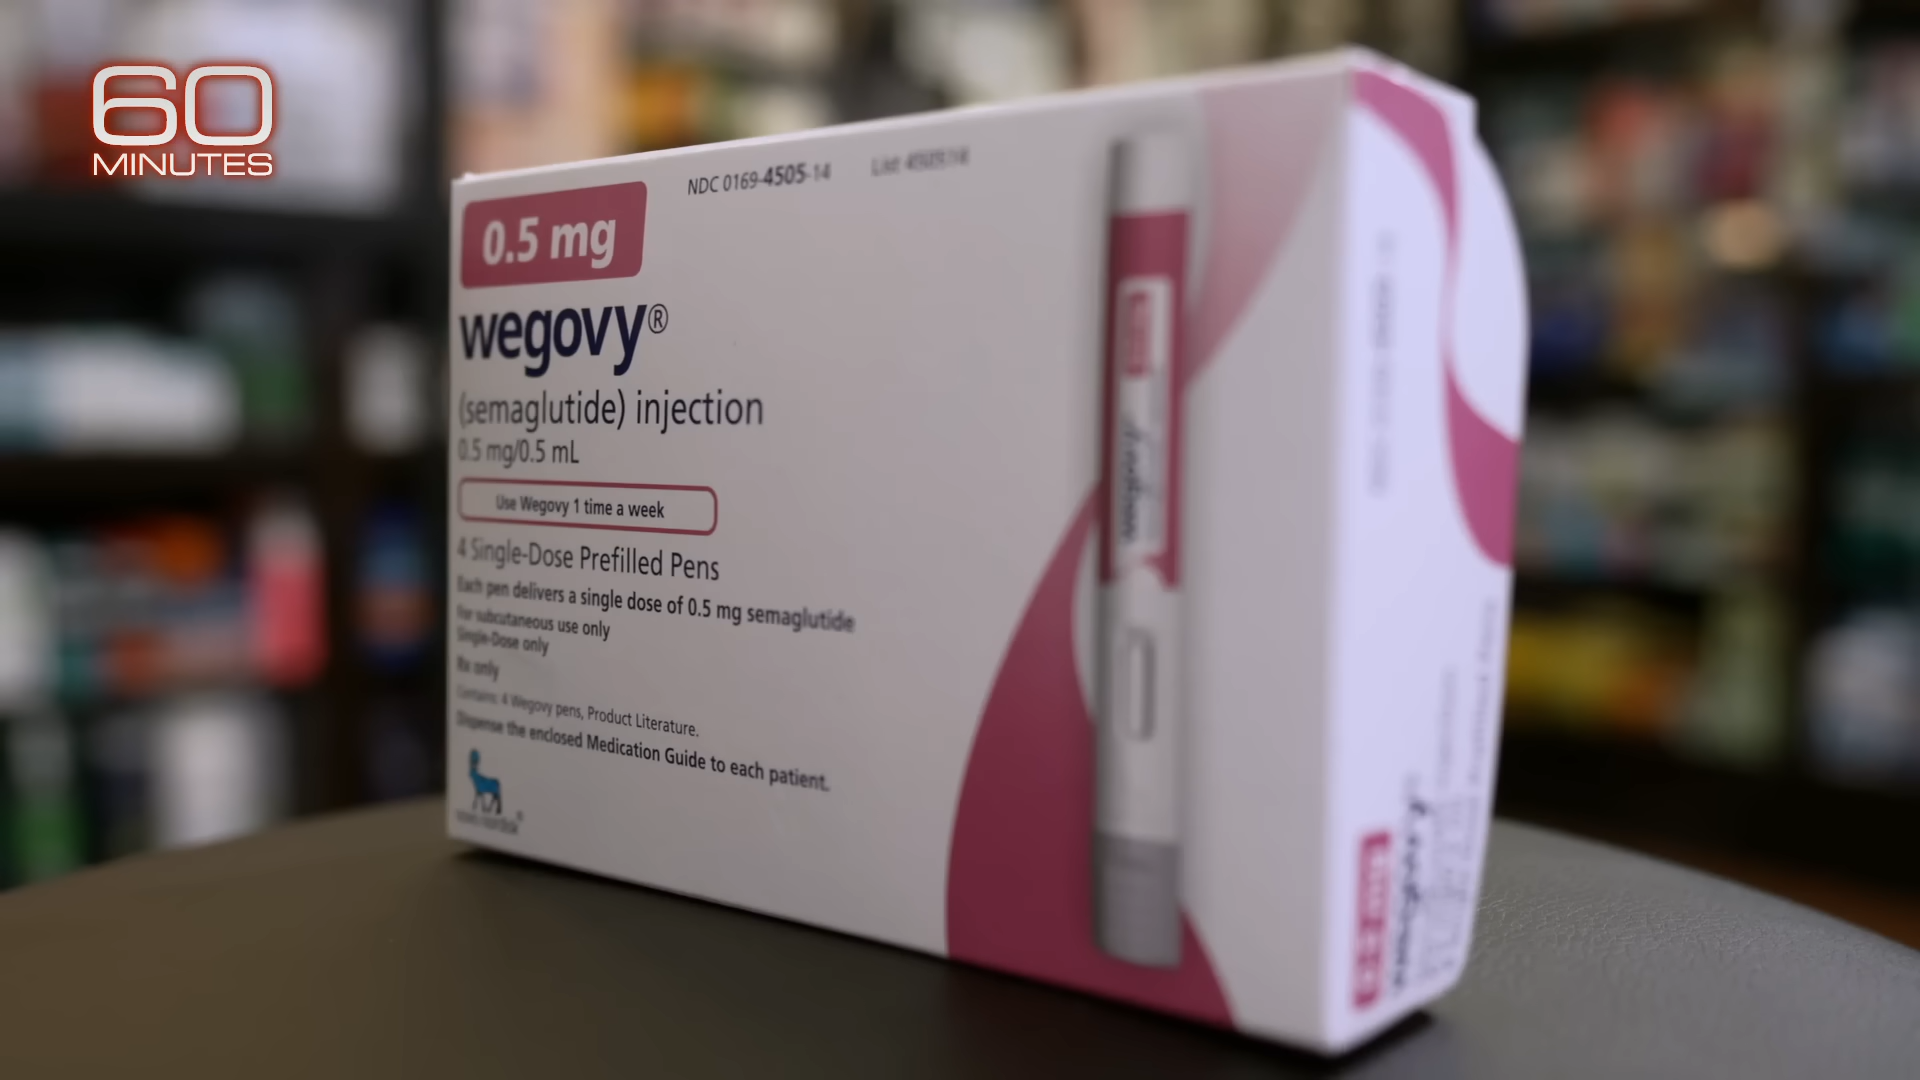 60
MINUTES
NDC 0169-4505-14
0.5 mg
wegovy®
(semaglutide) injection
0.5 mg/0.5 mL
Use Wegovy 1 time a week
4 Single-Dose Prefilled Pens
Each pen delivers a single dose of 0.5 mg semaglutide
For subcutaneous use only
Single-Dose only
Rx only
Contains: 4 Wegovy pens, Product Literature.
Dispense the enclosed Medication Guide to each patient.
novo nordisk®
wegovy
wegovy®